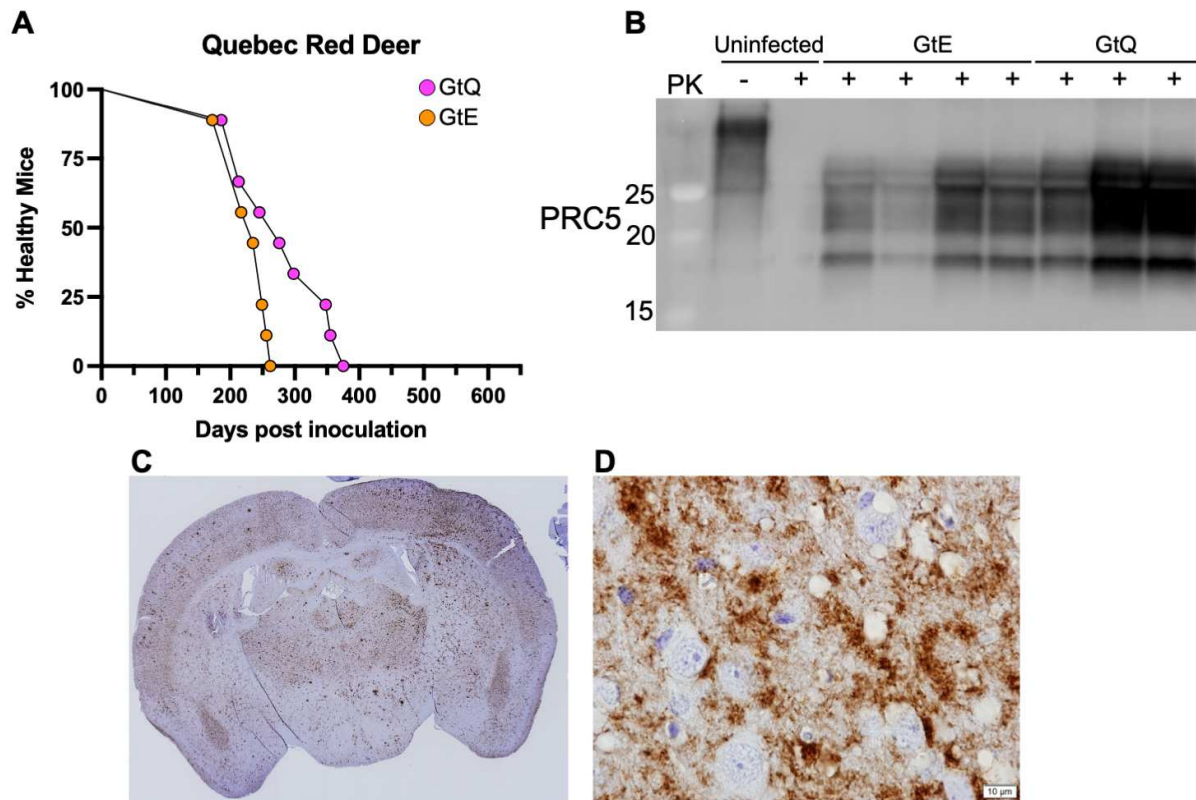 A
Quebec Red Deer
GtQ
GtE
% Healthy Mice
100
75
50
25
0
0 100 200 300 400 500 600
Days post inoculation
B
Uninfected GtE GtQ
PK - + + + + + + + +
PRC5
25
20
15
C
D
10 µm